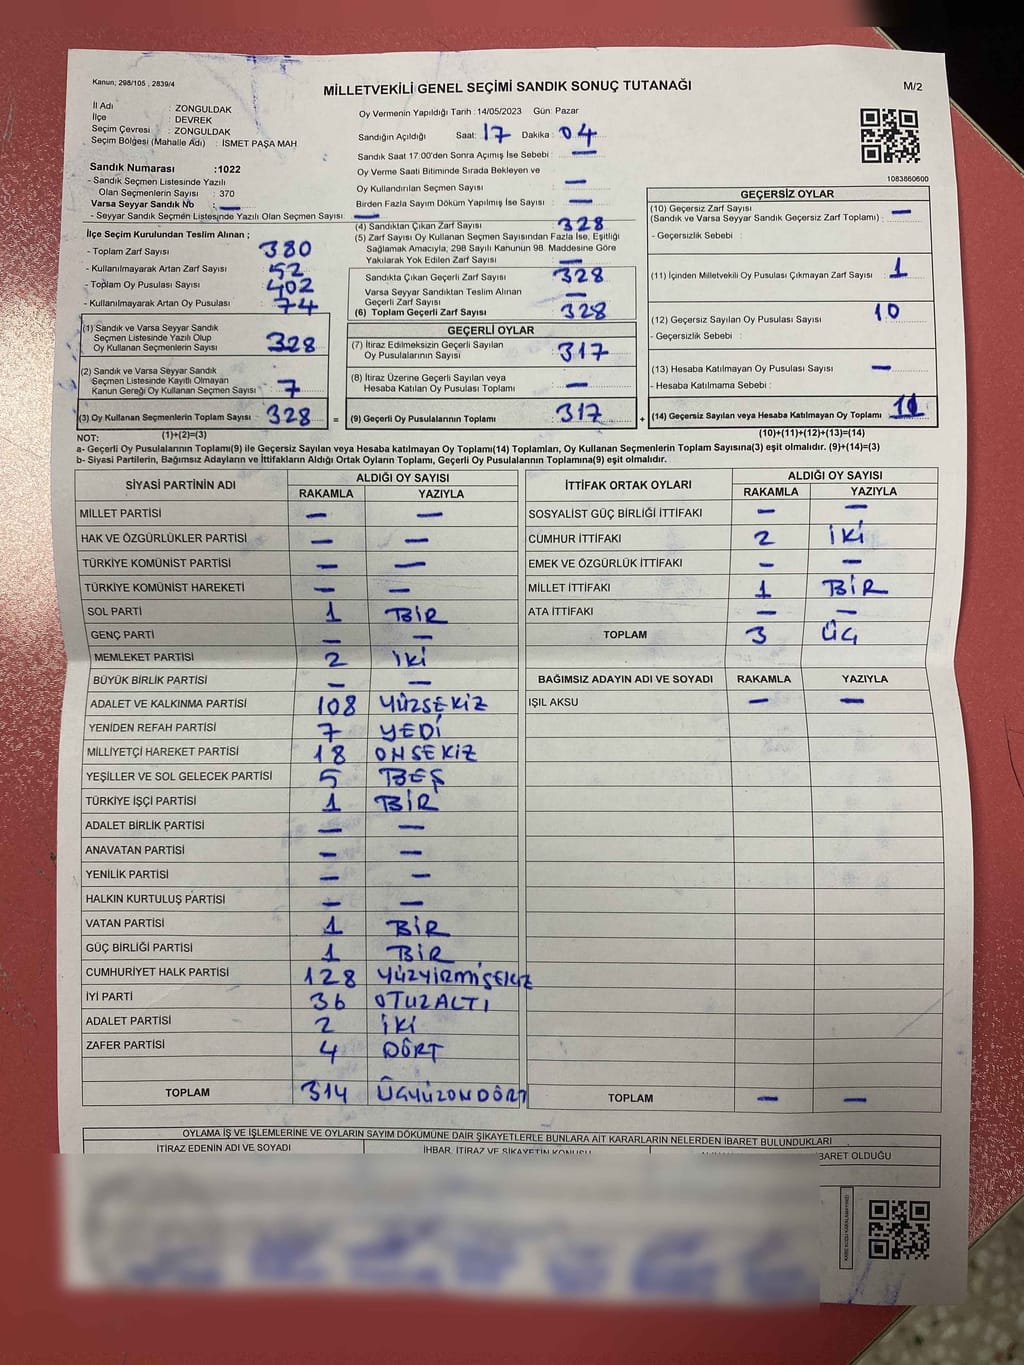 Kanun; 298/105 , 2839/4
MİLLETVEKİLİ GENEL SEÇİMİ SANDIK SONUÇ TUTANAĞI
M/2
İl Adı : ZONGULDAK
İlçe : DEVREK
Seçim Çevresi : ZONGULDAK
Seçim Bölgesi (Mahalle Adı) : İSMET PAŞA MAH
Sandık Numarası :1022
- Sandık Seçmen Listesinde Yazılı
Olan Seçmenlerin Sayısı : 370
Varsa Seyyar Sandık No : —
- Seyyar Sandık Seçmen Listesinde Yazılı Olan Seçmen Sayısı: —
İlçe Seçim Kurulundan Teslim Alınan ;
- Toplam Zarf Sayısı 380
- Kullanılmayarak Artan Zarf Sayısı 52
- Toplam Oy Pusulası Sayısı 402
- Kullanılmayarak Artan Oy Pusulası : 74
(1) Sandık ve Varsa Seyyar Sandık
Seçmen Listesinde Yazılı Olup
Oy Kullanan Seçmenlerin Sayısı 328
(2) Sandık ve Varsa Seyyar Sandık
Seçmen Listesinde Kayıtlı Olmayan
Kanun Gereği Oy Kullanan Seçmen Sayısı : 7
(3) Oy Kullanan Seçmenlerin Toplam Sayısı 328 =
(1)+(2)=(3)
Oy Vermenin Yapıldığı Tarih :14/05/2023 Gün: Pazar
Sandığın Açıldığı Saat: 17 Dakika : 04
Sandık Saat 17:00'den Sonra Açımış İse Sebebi : —
Oy Verme Saati Bitiminde Sırada Bekleyen ve
Oy Kullandırılan Seçmen Sayısı : —
Birden Fazla Sayım Döküm Yapılmış İse Sayısı : —
(4) Sandıktan Çıkan Zarf Sayısı : 328
(5) Zarf Sayısı Oy Kullanan Seçmen Sayısından Fazla İse, Eşitliği
Sağlamak Amacıyla; 298 Sayılı Kanunun 98. Maddesine Göre
Yakılarak Yok Edilen Zarf Sayısı : —
Sandıkta Çıkan Geçerli Zarf Sayısı : 328
Varsa Seyyar Sandıktan Teslim Alınan
Geçerli Zarf Sayısı : —
(6) Toplam Geçerli Zarf Sayısı : 328
GEÇERLİ OYLAR
(7) İtiraz Edilmeksizin Geçerli Sayılan
Oy Pusulalarının Sayısı : 317
(8) İtiraz Üzerine Geçerli Sayılan veya
Hesaba Katılan Oy Pusulası Toplamı : —
(9) Geçerli Oy Pusulalarının Toplamı : 317 +
1083660600
GEÇERSİZ OYLAR
(10) Geçersiz Zarf Sayısı
(Sandık ve Varsa Seyyar Sandık Geçersiz Zarf Toplamı) : —
- Geçersizlik Sebebi :
(11) İçinden Milletvekili Oy Pusulası Çıkmayan Zarf Sayısı : 1
(12) Geçersiz Sayılan Oy Pusulası Sayısı : 10
- Geçersizlik Sebebi :
(13) Hesaba Katılmayan Oy Pusulası Sayısı : —
- Hesaba Katılmama Sebebi :
(14) Geçersiz Sayılan veya Hesaba Katılmayan Oy Toplamı : 11
(10)+(11)+(12)+(13)=(14)
NOT:
a- Geçerli Oy Pusulalarının Toplamı(9) ile Geçersiz Sayılan veya Hesaba katılmayan Oy Toplamı(14) Toplamları, Oy Kullanan Seçmenlerin Toplam Sayısına(3) eşit olmalıdır. (9)+(14)=(3)
b- Siyasi Partilerin, Bağımsız Adayların ve İttifakların Aldığı Ortak Oyların Toplamı, Geçerli Oy Pusulalarının Toplamına(9) eşit olmalıdır.
SİYASİ PARTİNİN ADI ALDIĞI OY SAYISI
RAKAMLA YAZIYLA
MİLLET PARTİSİ — —
HAK VE ÖZGÜRLÜKLER PARTİSİ — —
TÜRKİYE KOMÜNİST PARTİSİ — —
TÜRKİYE KOMÜNİST HAREKETİ — —
SOL PARTİ 1 BİR
GENÇ PARTİ — —
MEMLEKET PARTİSİ 2 İKİ
BÜYÜK BİRLİK PARTİSİ — —
ADALET VE KALKINMA PARTİSİ 108 YÜZSEKİZ
YENİDEN REFAH PARTİSİ 7 YEDİ
MİLLİYETÇİ HAREKET PARTİSİ 18 ONSEKİZ
YEŞİLLER VE SOL GELECEK PARTİSİ 5 BEŞ
TÜRKİYE İŞÇİ PARTİSİ 1 BİR
ADALET BİRLİK PARTİSİ — —
ANAVATAN PARTİSİ — —
YENİLİK PARTİSİ — —
HALKIN KURTULUŞ PARTİSİ — —
VATAN PARTİSİ 1 BİR
GÜÇ BİRLİĞİ PARTİSİ 1 BİR
CUMHURİYET HALK PARTİSİ 128 YÜZYİRMİSEKİZ
İYİ PARTİ 36 OTUZALTI
ADALET PARTİSİ 2 İKİ
ZAFER PARTİSİ 4 DÖRT
TOPLAM 314 ÜÇYÜZONDÖRT
İTTİFAK ORTAK OYLARI ALDIĞI OY SAYISI
RAKAMLA YAZIYLA
SOSYALİST GÜÇ BİRLİĞİ İTTİFAKI — —
CUMHUR İTTİFAKI 2 İKİ
EMEK VE ÖZGÜRLÜK İTTİFAKI — —
MİLLET İTTİFAKI 1 BİR
ATA İTTİFAKI — —
TOPLAM 3 ÜÇ
BAĞIMSIZ ADAYIN ADI VE SOYADI RAKAMLA YAZIYLA
IŞIL AKSU — —
TOPLAM — —
OYLAMA İŞ VE İŞLEMLERİNE VE OYLARIN SAYIM DÖKÜMÜNE DAİR ŞİKAYETLERLE BUNLARA AİT KARARLARIN NELERDEN İBARET BULUNDUKLARI
İTİRAZ EDENİN ADI VE SOYADI
İHBAR, İTİRAZ VE ŞİKAYETİN KONUSU
İBARET OLDUĞU